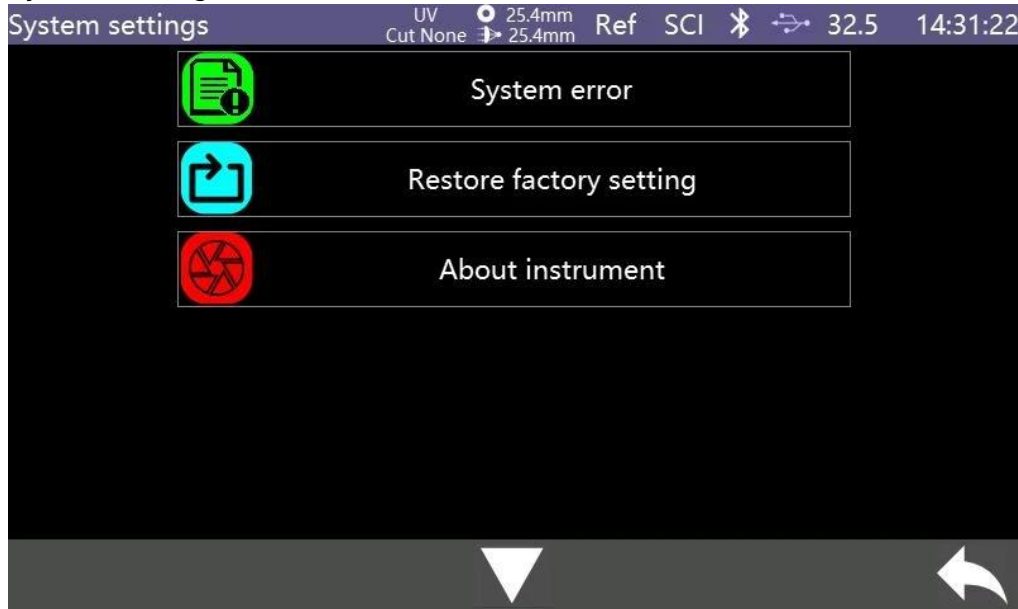 System settings
UV
Cut None
25.4mm
25.4mm
Ref
SCI
32.5
14:31:22
System error
Restore factory setting
About instrument